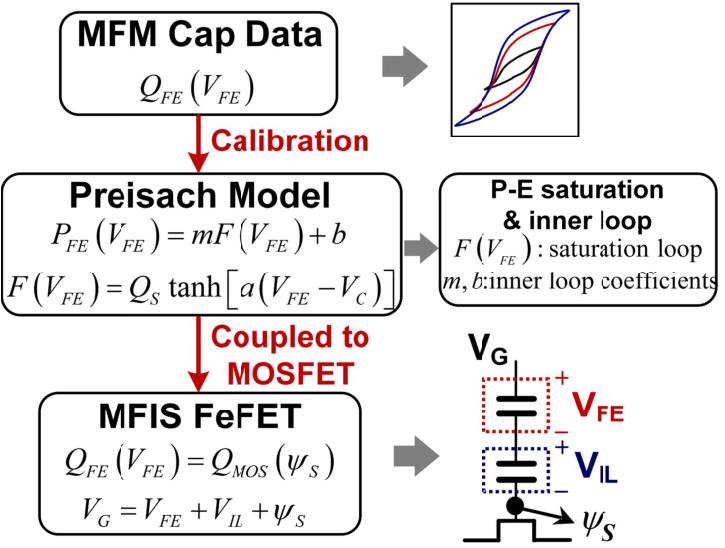 MFM Cap Data
Q_FE (V_FE)
Calibration
Preisach Model
P_FE (V_FE) = mF (V_FE) + b
F (V_FE) = Q_S tanh [a (V_FE − V_C)]
P-E saturation
& inner loop
F (V_FE) : saturation loop
m, b:inner loop coefficients
Coupled to
MOSFET
MFIS FeFET
Q_FE (V_FE) = Q_MOS (ψ_S)
V_G = V_FE + V_IL + ψ_S
V_G
+
V_FE
−
+
V_IL
−
ψ_S